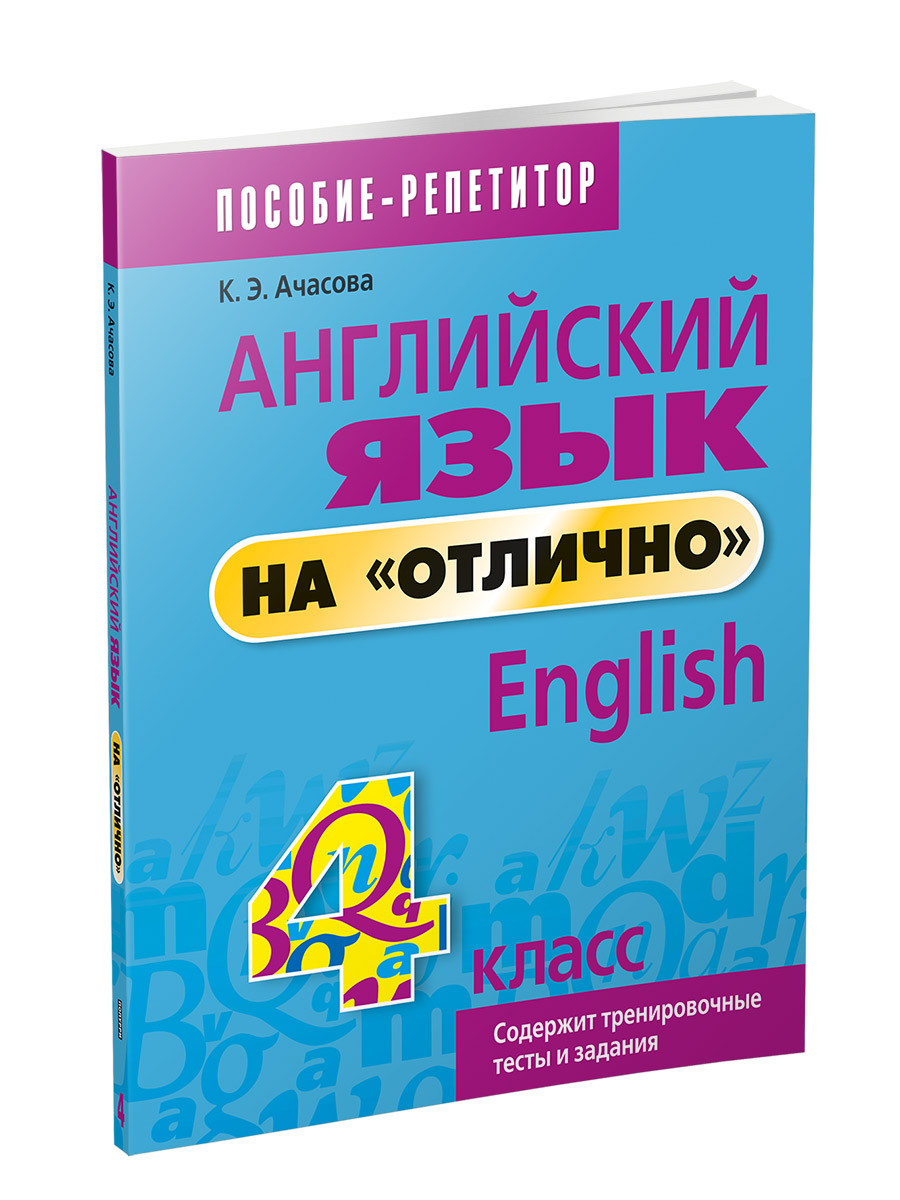 ПОСОБИЕ-РЕПЕТИТОР
К. Э. Ачасова
АНГЛИЙСКИЙ
ЯЗЫК
НА «ОТЛИЧНО»
English
4
класс
Содержит тренировочные
тесты и задания
К. Э. Ачасова
АНГЛИЙСКИЙ ЯЗЫК
НА «ОТЛИЧНО»
4